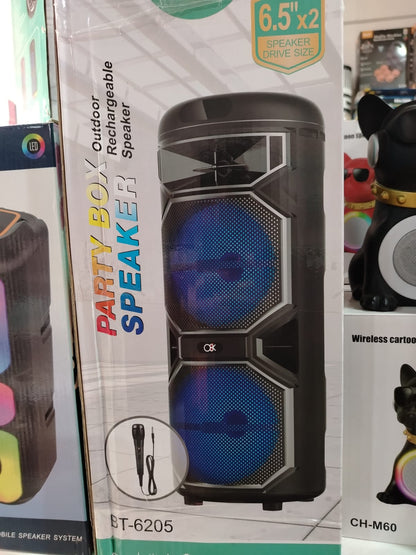 6.5" x2
SPEAKER
DRIVE SIZE
PARTY BOX
SPEAKER
Outdoor
Rechargeable
Speaker
LED
BT-6205
OBILE SPEAKER SYSTEM
Wireless cartoo
CH-M60